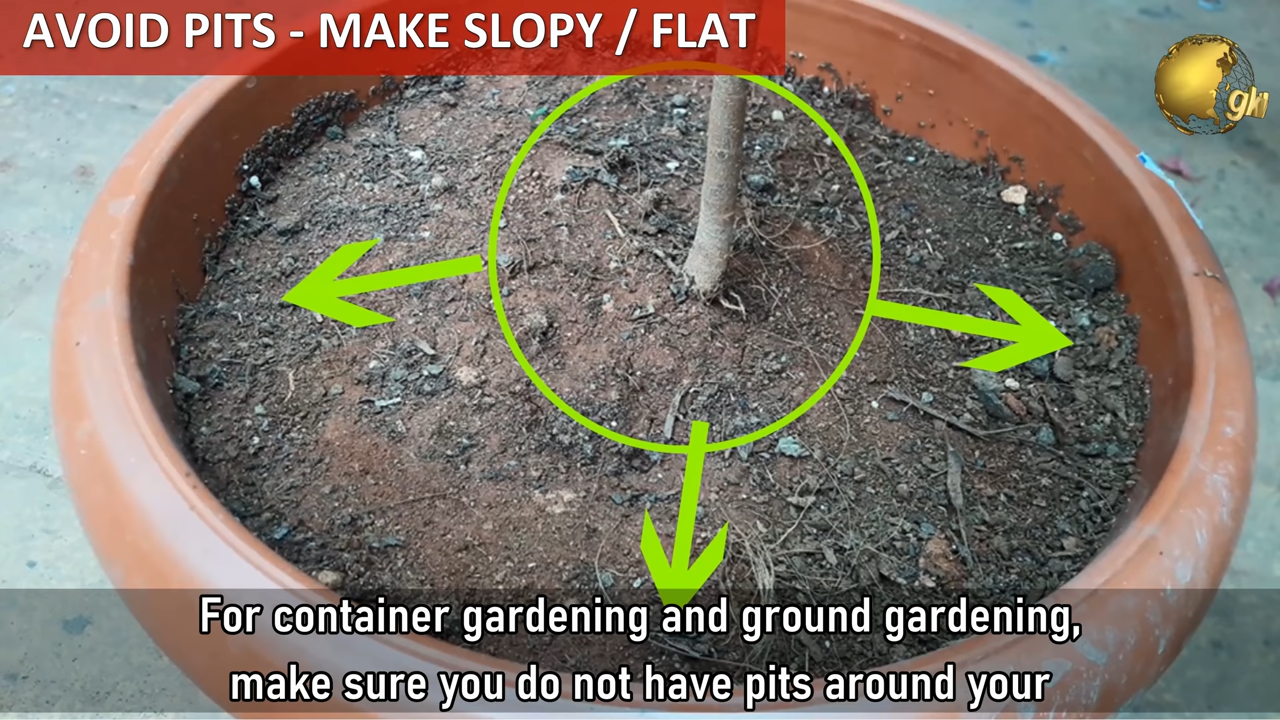 AVOID PITS - MAKE SLOPY / FLAT
gki
For container gardening and ground gardening,
make sure you do not have pits around your